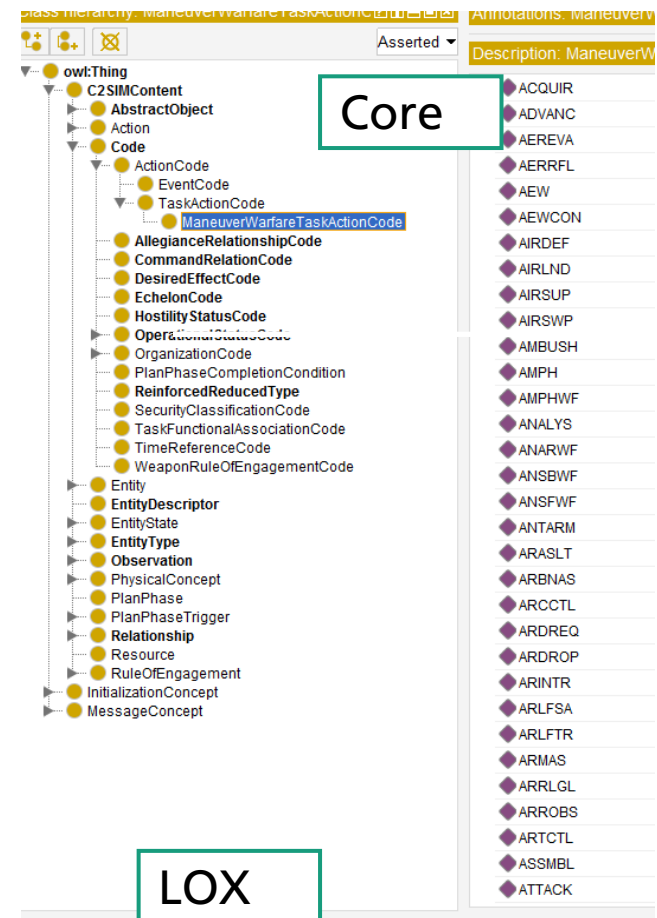 Class hierarchy: ManeuverWarfareTaskActionC
Asserted
owl:Thing
C2SIMContent
AbstractObject
Action
Code
ActionCode
EventCode
TaskActionCode
ManeuverWarfareTaskActionCode
AllegianceRelationshipCode
CommandRelationCode
DesiredEffectCode
EchelonCode
HostilityStatusCode
OperationalStatusCode
OrganizationCode
PlanPhaseCompletionCondition
ReinforcedReducedType
SecurityClassificationCode
TaskFunctionalAssociationCode
TimeReferenceCode
WeaponRuleOfEngagementCode
Entity
EntityDescriptor
EntityState
EntityType
Observation
PhysicalConcept
PlanPhase
PlanPhaseTrigger
Relationship
Resource
RuleOfEngagement
InitializationConcept
MessageConcept
Core
LOX
Annotations: ManeuverW
Description: ManeuverW
ACQUIR
ADVANC
AEREVA
AERRFL
AEW
AEWCON
AIRDEF
AIRLND
AIRSUP
AIRSWP
AMBUSH
AMPH
AMPHWF
ANALYS
ANARWF
ANSBWF
ANSFWF
ANTARM
ARASLT
ARBNAS
ARCCTL
ARDREQ
ARDROP
ARINTR
ARLFSA
ARLFTR
ARMAS
ARRLGL
ARROBS
ARTCTL
ASSMBL
ATTACK